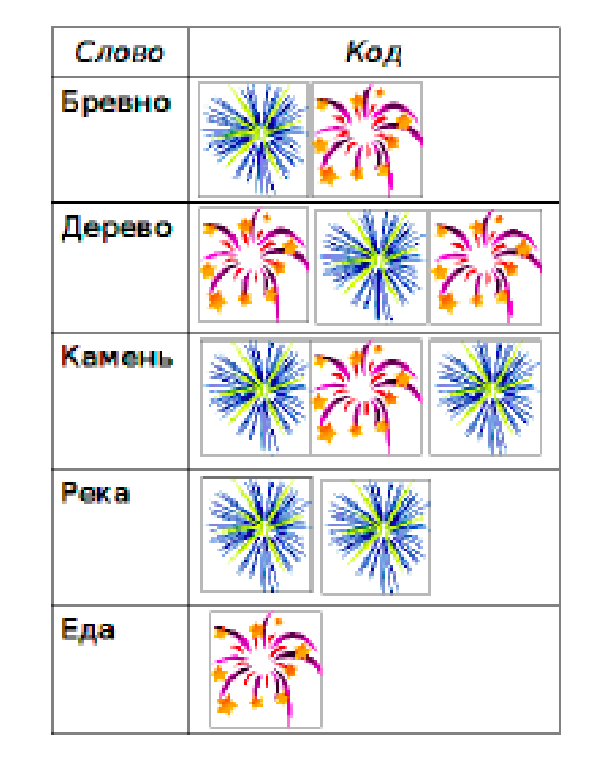 Слово Код
Бревно
Дерево
Камень
Река
Еда